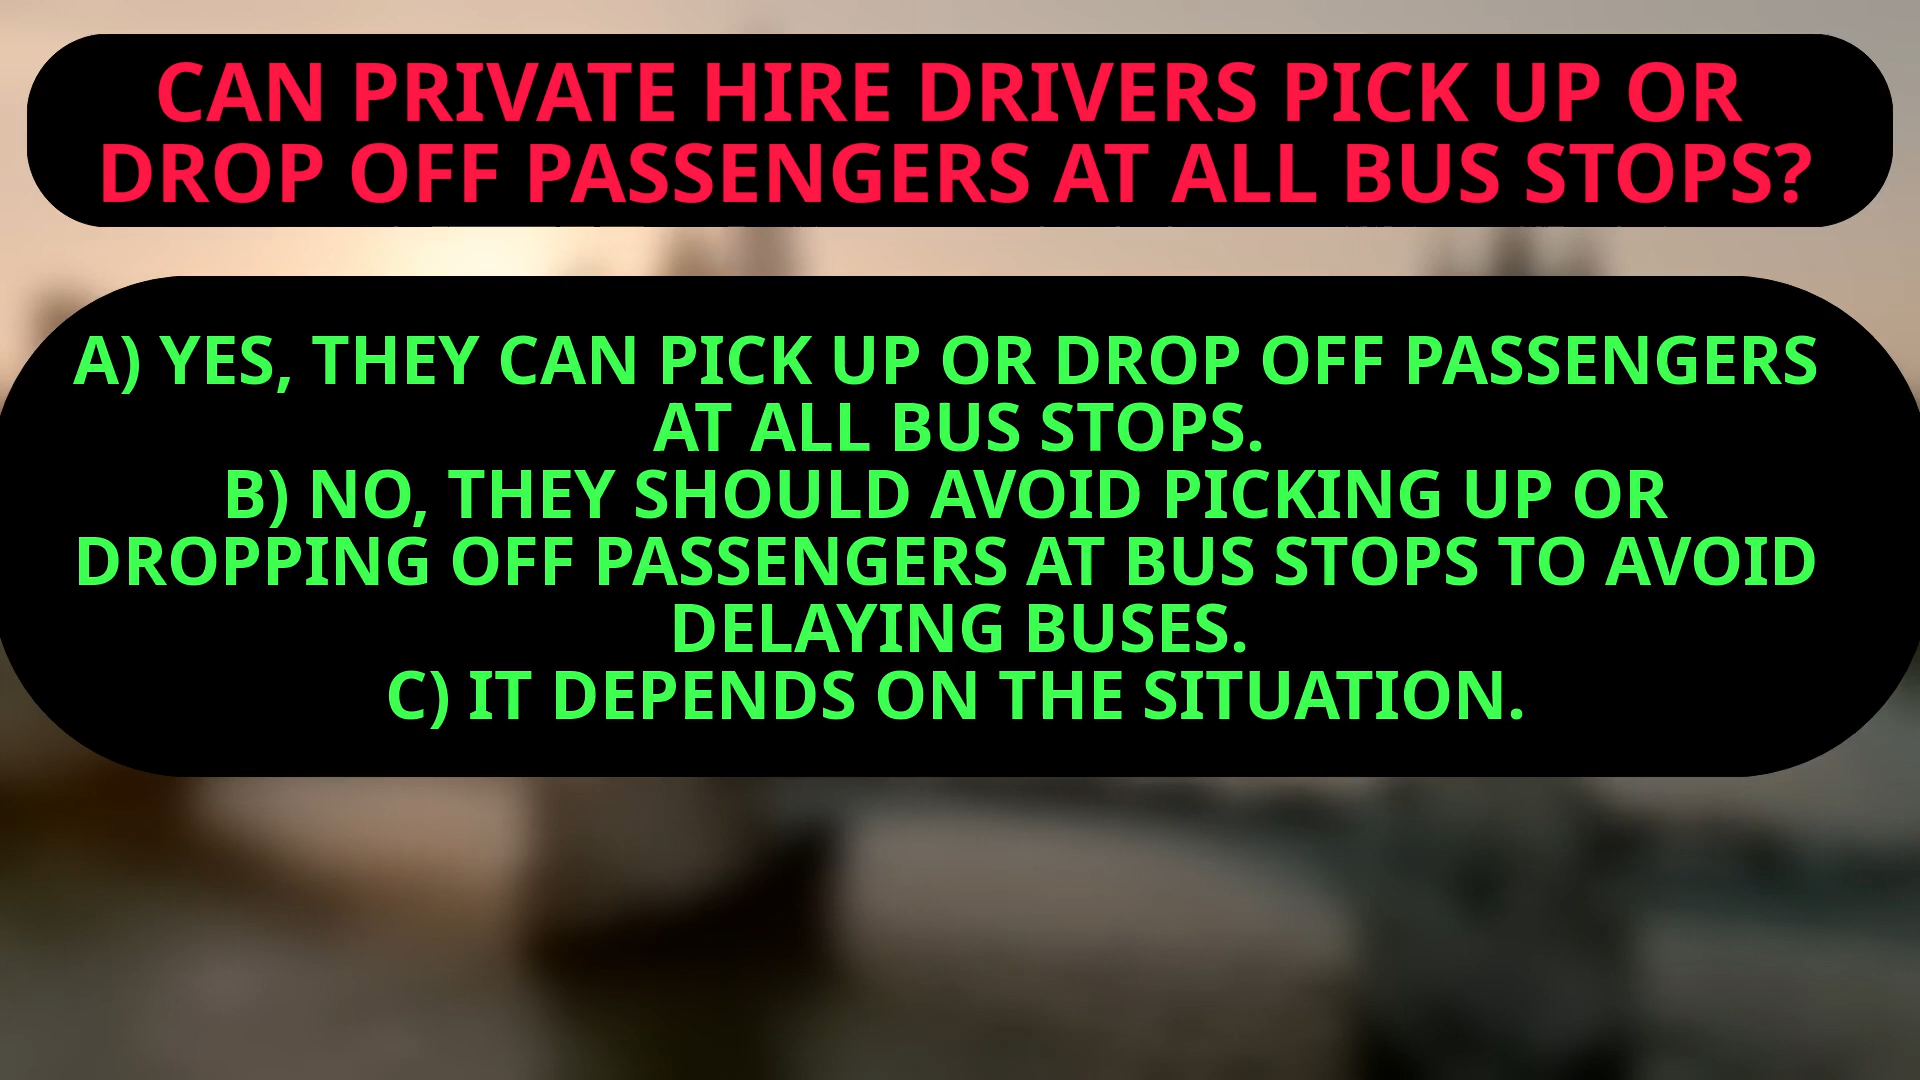 CAN PRIVATE HIRE DRIVERS PICK UP OR
DROP OFF PASSENGERS AT ALL BUS STOPS?
A) YES, THEY CAN PICK UP OR DROP OFF PASSENGERS
AT ALL BUS STOPS.
B) NO, THEY SHOULD AVOID PICKING UP OR
DROPPING OFF PASSENGERS AT BUS STOPS TO AVOID
DELAYING BUSES.
C) IT DEPENDS ON THE SITUATION.